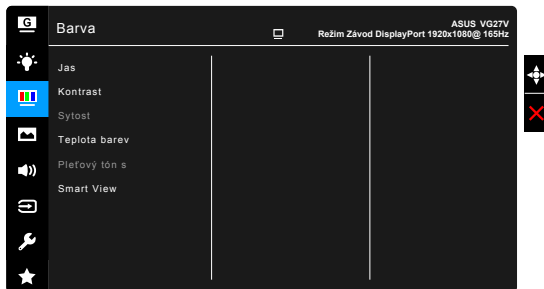 G
Barva
ASUS VG27V
Režim Závod DisplayPort 1920x1080@ 165Hz
Jas
Kontrast
Sytost
Teplota barev
Pleťový tón s
Smart View